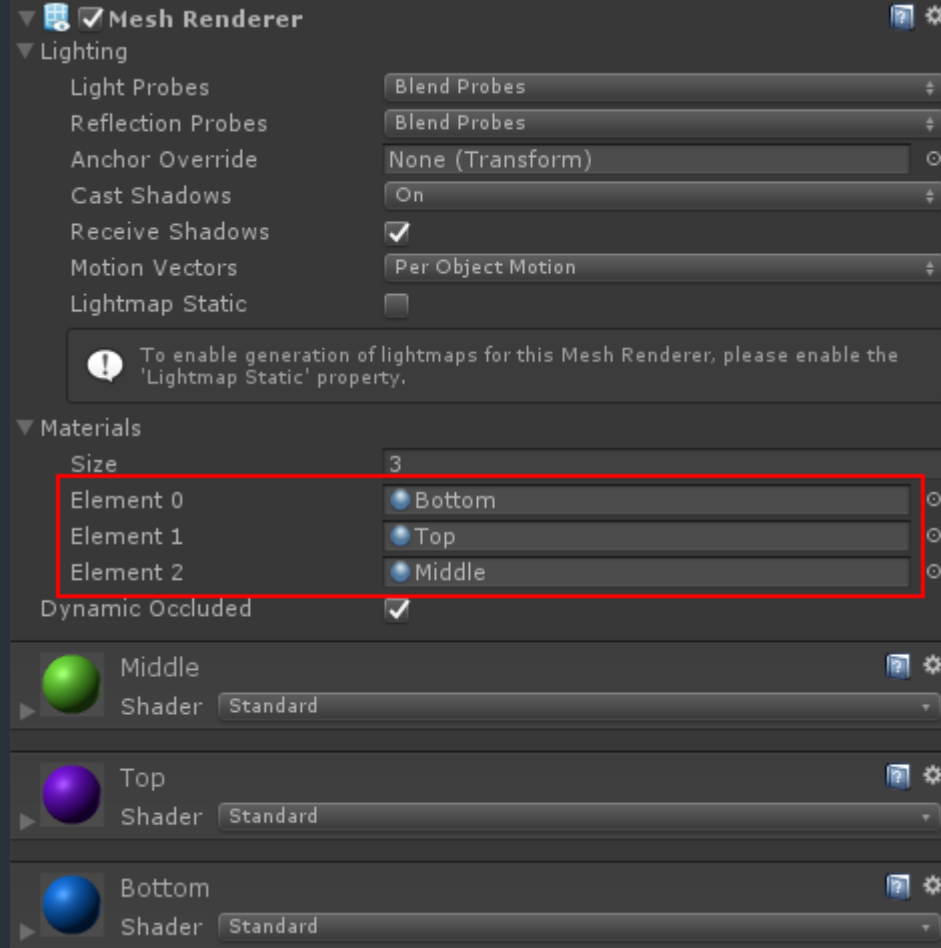 Mesh Renderer
Lighting
Light Probes Blend Probes
Reflection Probes Blend Probes
Anchor Override None (Transform)
Cast Shadows On
Receive Shadows
Motion Vectors Per Object Motion
Lightmap Static
To enable generation of lightmaps for this Mesh Renderer, please enable the
'Lightmap Static' property.
Materials
Size 3
Element 0 Bottom
Element 1 Top
Element 2 Middle
Dynamic Occluded
Middle
Shader Standard
Top
Shader Standard
Bottom
Shader Standard